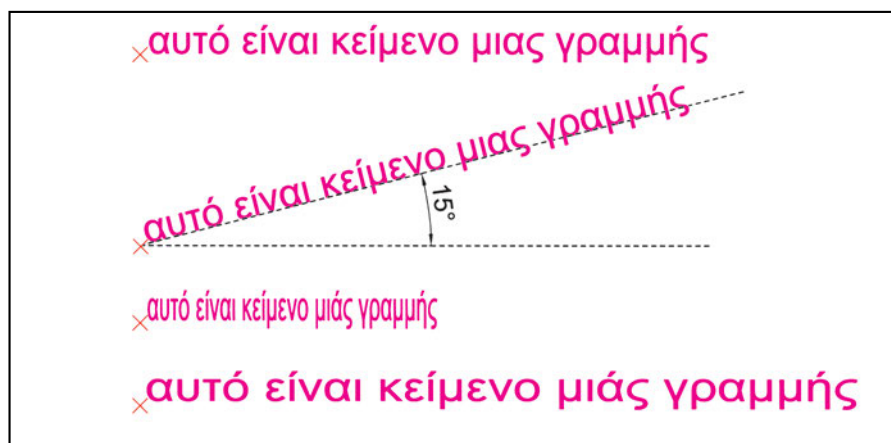 αυτό είναι κείμενο μιας γραμμής
αυτό είναι κείμενο μιας γραμμής
15°
αυτό είναι κείμενο μιάς γραμμής
αυτό είναι κείμενο μιάς γραμμής